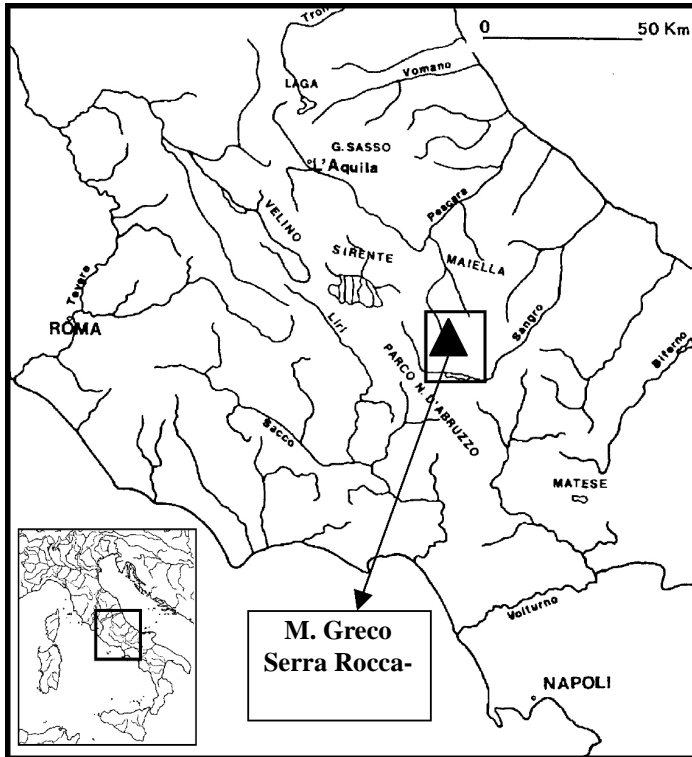 0 50 Km
Tron
Vomano
LAGA
G. SASSO
L'Aquila
Pescara
VELINO
SIRENTE
MAIELLA
Tevere
ROMA
Liri
Sangro
Biferno
PARCO N. D'ABRUZZO
Sacco
MATESE
Volturno
M. Greco
Serra Rocca-
NAPOLI